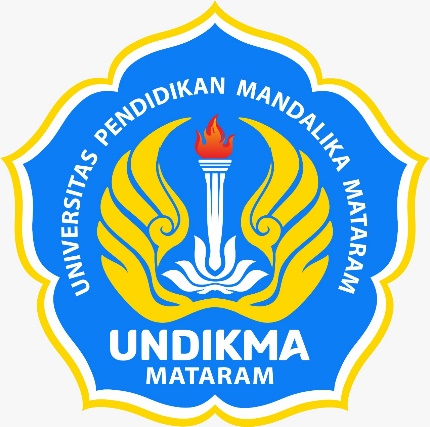 UNIVERSITAS PENDIDIKAN MANDALIKA MATARAM
UNDIKMA
MATARAM